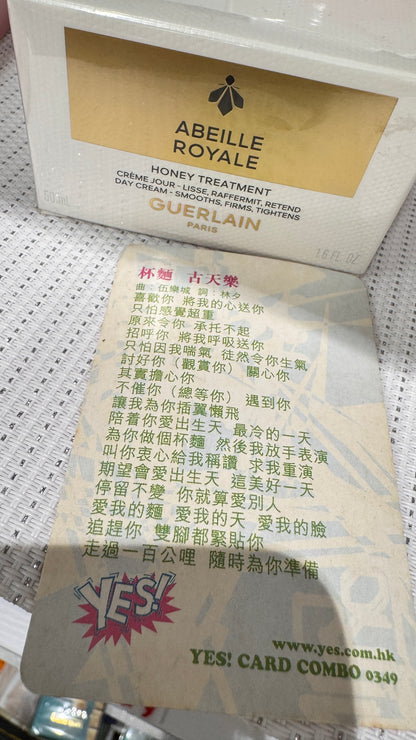 ABEILLE
ROYALE
HONEY TREATMENT
CRÈME JOUR - LISSE, RAFFERMIT, RETEND
DAY CREAM - SMOOTHS, FIRMS, TIGHTENS
50 ml
GUERLAIN
PARIS
1.6 FL. OZ
杯麵 古天樂
曲：伍樂城 詞：林夕
喜歡你 將我的心送你
只怕感覺超重
原來令你 承托不起
招呼你 將我呼吸送你
只怕因我喘氣 徒然令你生氣
討好你（觀賞你） 關心你
其實擔心你
不催你（總等你） 遇到你
讓我為你插翼懶飛
陪着你愛出生天 最冷的一天
為你做個杯麵 然後我放手表演
叫你衷心給我稱讚 求我重演
期望會愛出生天 這美好一天
停留不變 你就算愛別人
愛我的麵 愛我的天 愛我的臉
追趕你 雙腳都緊貼你
走過一百公哩 隨時為你準備
YES!
www.yes.com.hk
YES! CARD COMBO 0349